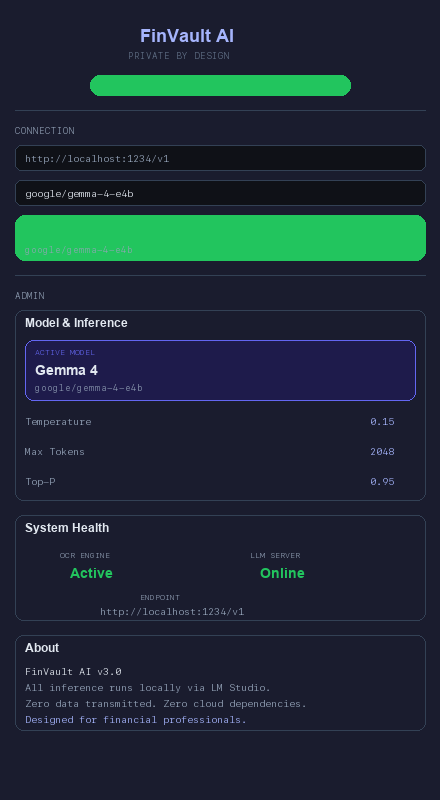 FinVault AI
PRIVATE BY DESIGN
CONNECTION
http://localhost:1234/v1
google/gemma-4-e4b
google/gemma-4-e4b
ADMIN
Model & Inference
ACTIVE MODEL
Gemma 4
google/gemma-4-e4b
Temperature 0.15
Max Tokens 2048
Top-P 0.95
System Health
OCR ENGINE LLM SERVER
Active Online
ENDPOINT
http://localhost:1234/v1
About
FinVault AI v3.0
All inference runs locally via LM Studio.
Zero data transmitted. Zero cloud dependencies.
Designed for financial professionals.